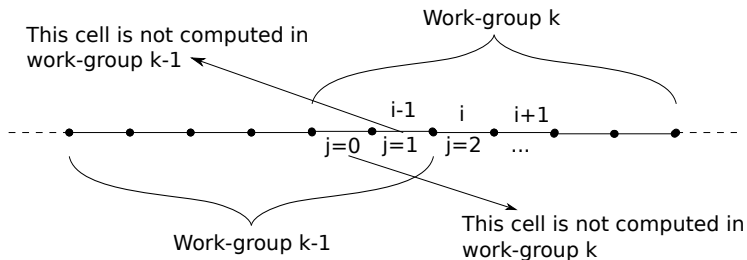 Work-group k
This cell is not computed in
work-group k-1
i-1 i i+1
j=0 j=1 j=2 ...
Work-group k-1
This cell is not computed in
work-group k